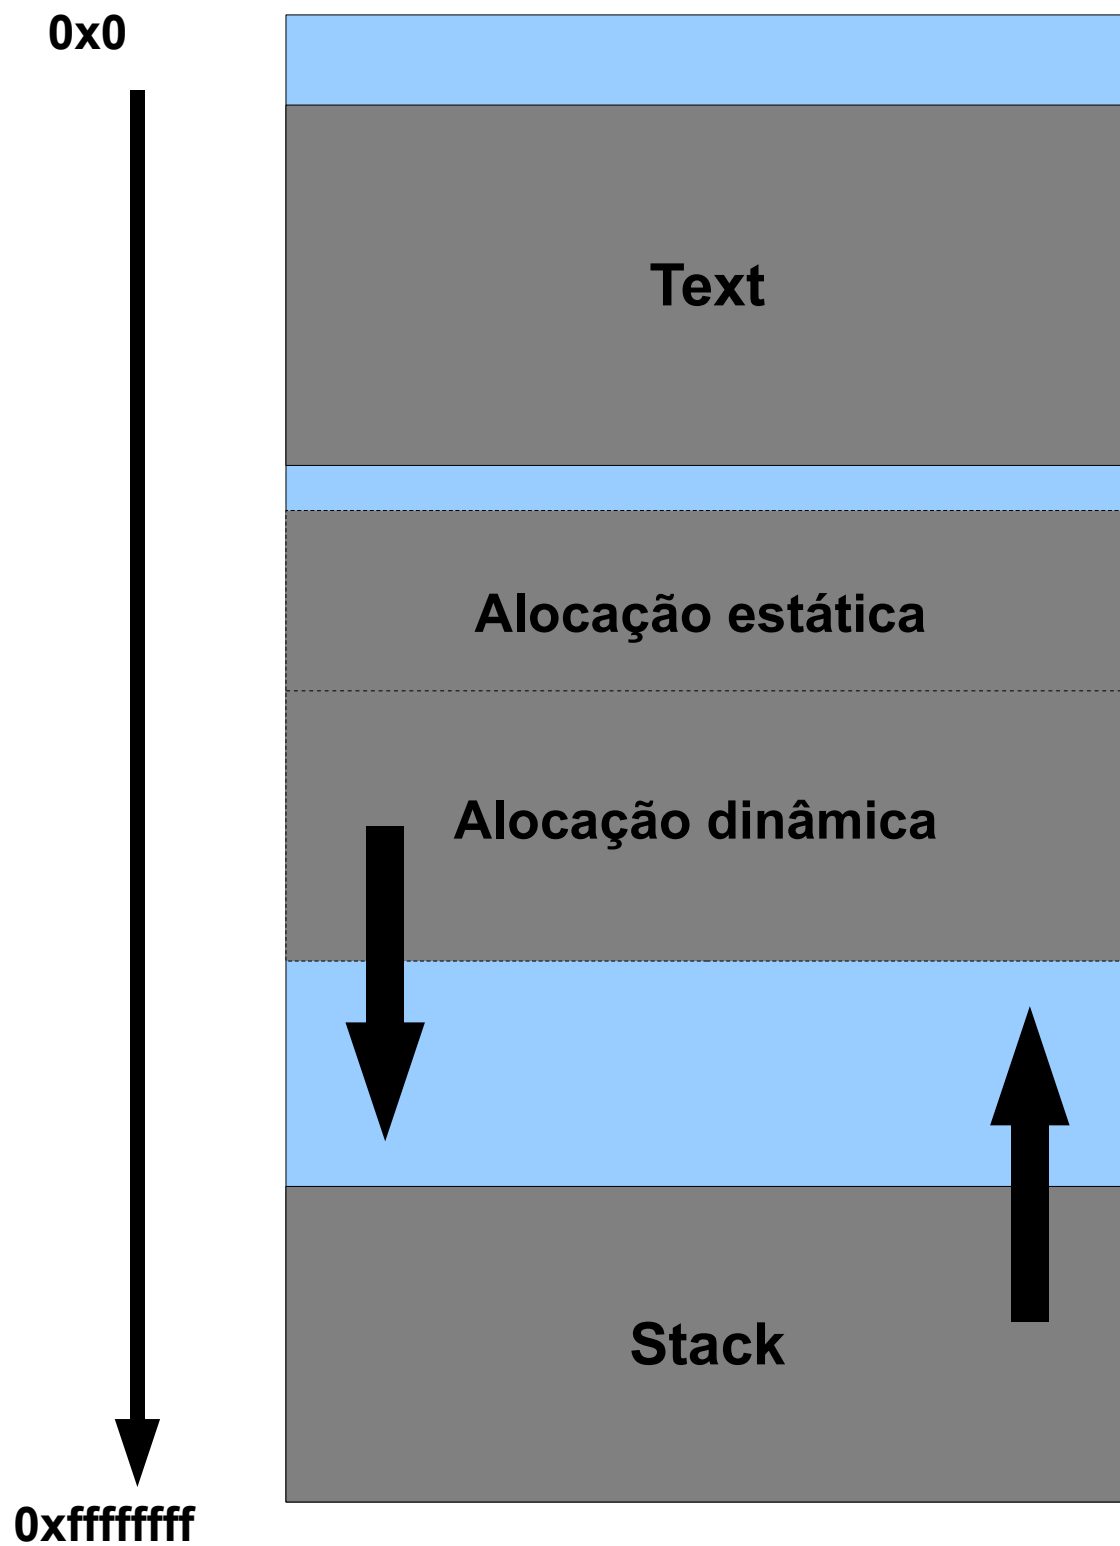 0x0
Text
Alocação estática
Alocação dinâmica
Stack
0xffffffff